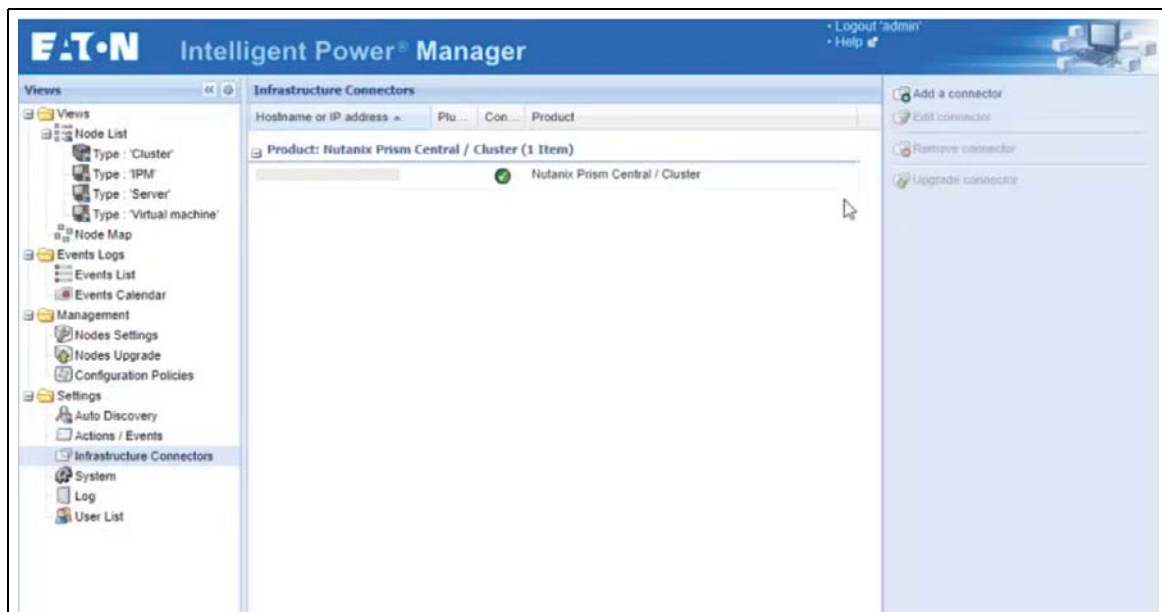 EATON Intelligent Power® Manager
• Logout 'admin'
• Help
Views
Views
Node List
Type : 'Cluster'
Type : 'IPM'
Type : 'Server'
Type : 'Virtual machine'
Node Map
Events Logs
Events List
Events Calendar
Management
Nodes Settings
Nodes Upgrade
Configuration Policies
Settings
Auto Discovery
Actions / Events
Infrastructure Connectors
System
Log
User List
Infrastructure Connectors
Hostname or IP address Plu... Con... Product
Product: Nutanix Prism Central / Cluster (1 Item)
Nutanix Prism Central / Cluster
Add a connector
Edit connector
Remove connector
Upgrade connector